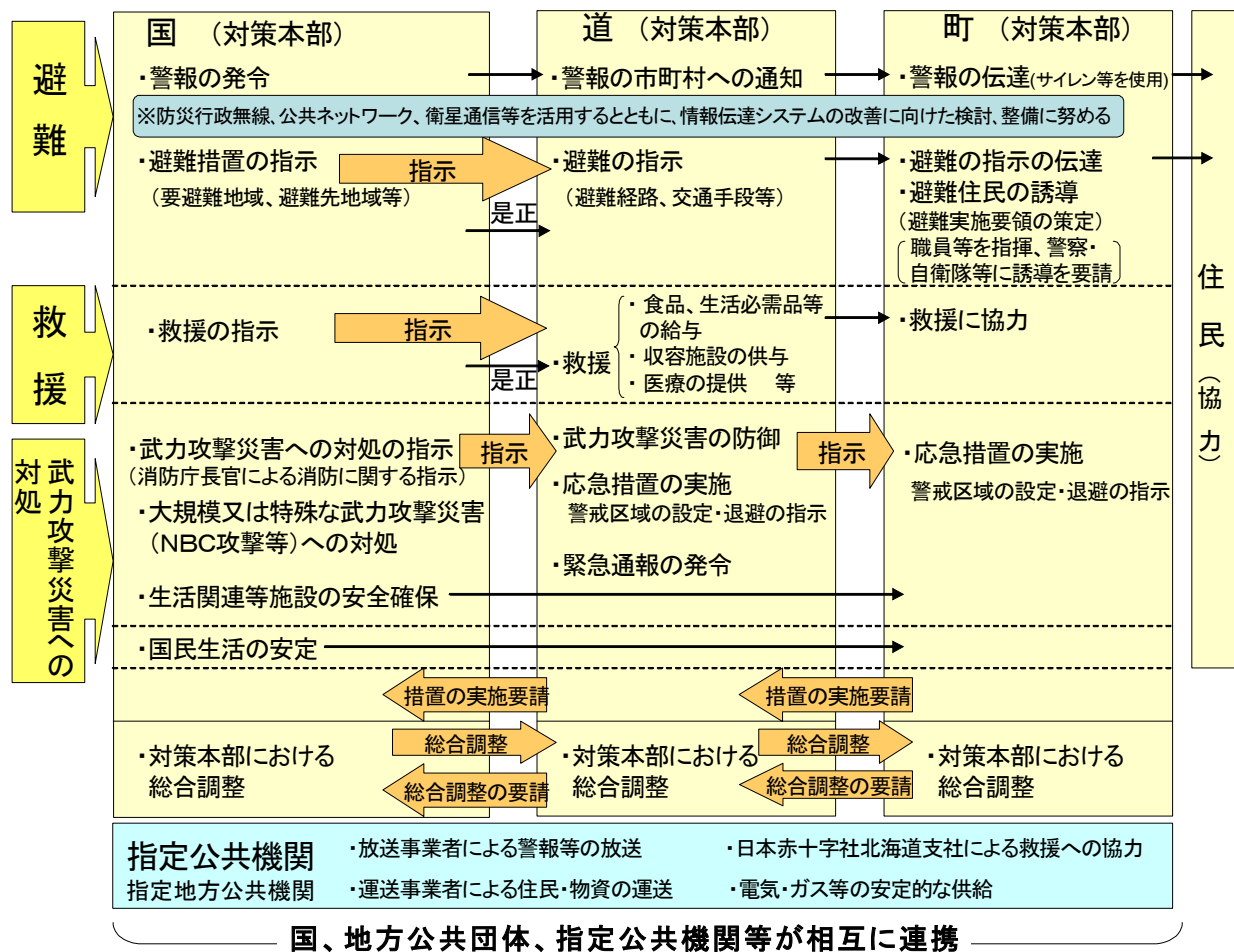 国 (対策本部)
道 (対策本部)
町 (対策本部)
避難
・警報の発令
・警報の市町村への通知
・警報の伝達(サイレン等を使用)
※防災行政無線、公共ネットワーク、衛星通信等を活用するとともに、情報伝達システムの改善に向けた検討、整備に努める
・避難措置の指示
(要避難地域、避難先地域等)
指示
是正
・避難の指示
(避難経路、交通手段等)
・避難の指示の伝達
・避難住民の誘導
(避難実施要領の策定)
職員等を指揮、警察・
自衛隊等に誘導を要請
住民(協力)
救援
・救援の指示
指示
是正
・救援
・食品、生活必需品等
の給与
・収容施設の供与
・医療の提供 等
・救援に協力
武力攻撃災害への
対処
・武力攻撃災害への対処の指示
(消防庁長官による消防に関する指示)
・大規模又は特殊な武力攻撃災害
(NBC攻撃等)への対処
・生活関連等施設の安全確保
指示
・武力攻撃災害の防御
・応急措置の実施
警戒区域の設定・退避の指示
・緊急通報の発令
指示
・応急措置の実施
警戒区域の設定・退避の指示
・国民生活の安定
措置の実施要請
措置の実施要請
・対策本部における
総合調整
総合調整
総合調整の要請
・対策本部における
総合調整
総合調整
総合調整の要請
・対策本部における
総合調整
指定公共機関
指定地方公共機関
・放送事業者による警報等の放送
・日本赤十字社北海道支社による救援への協力
・運送事業者による住民・物資の運送
・電気・ガス等の安定的な供給
国、地方公共団体、指定公共機関等が相互に連携